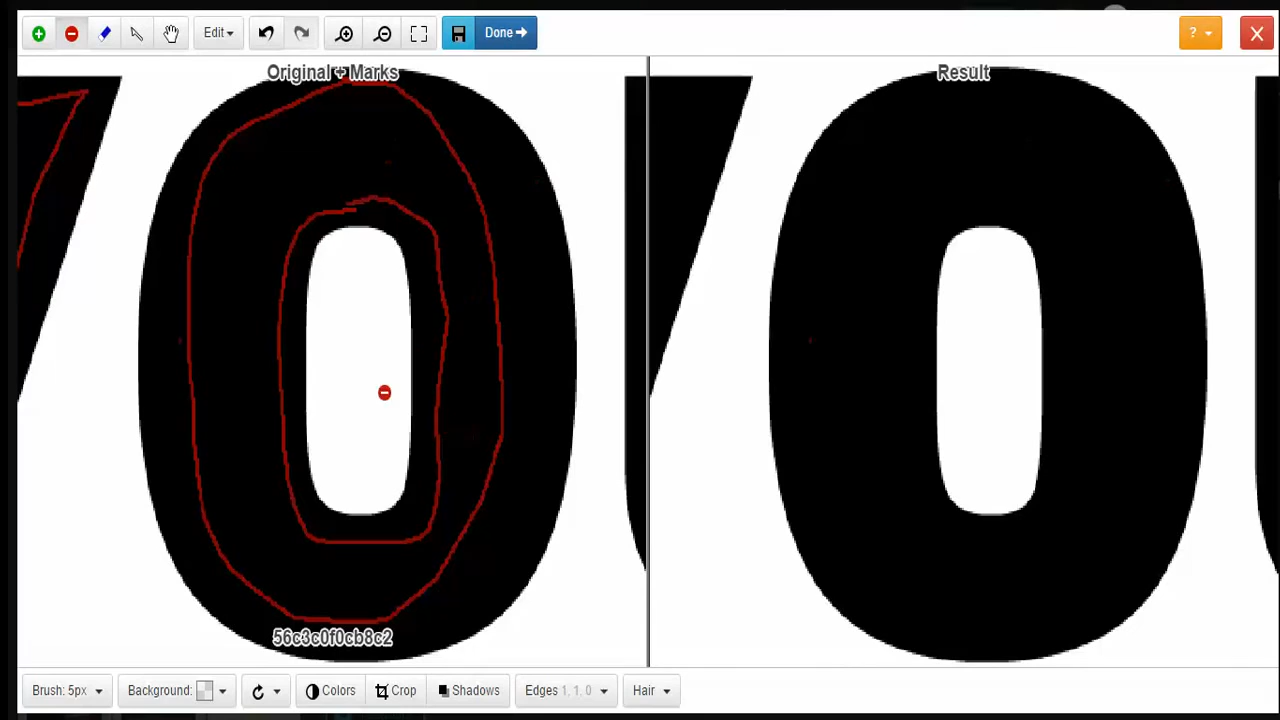 Edit
Done
?
Original + Marks
Result
O
56c3c0f0cb8c2
Brush: 5px
Background:
Colors
Crop
Shadows
Edges 1, 1, 0
Hair